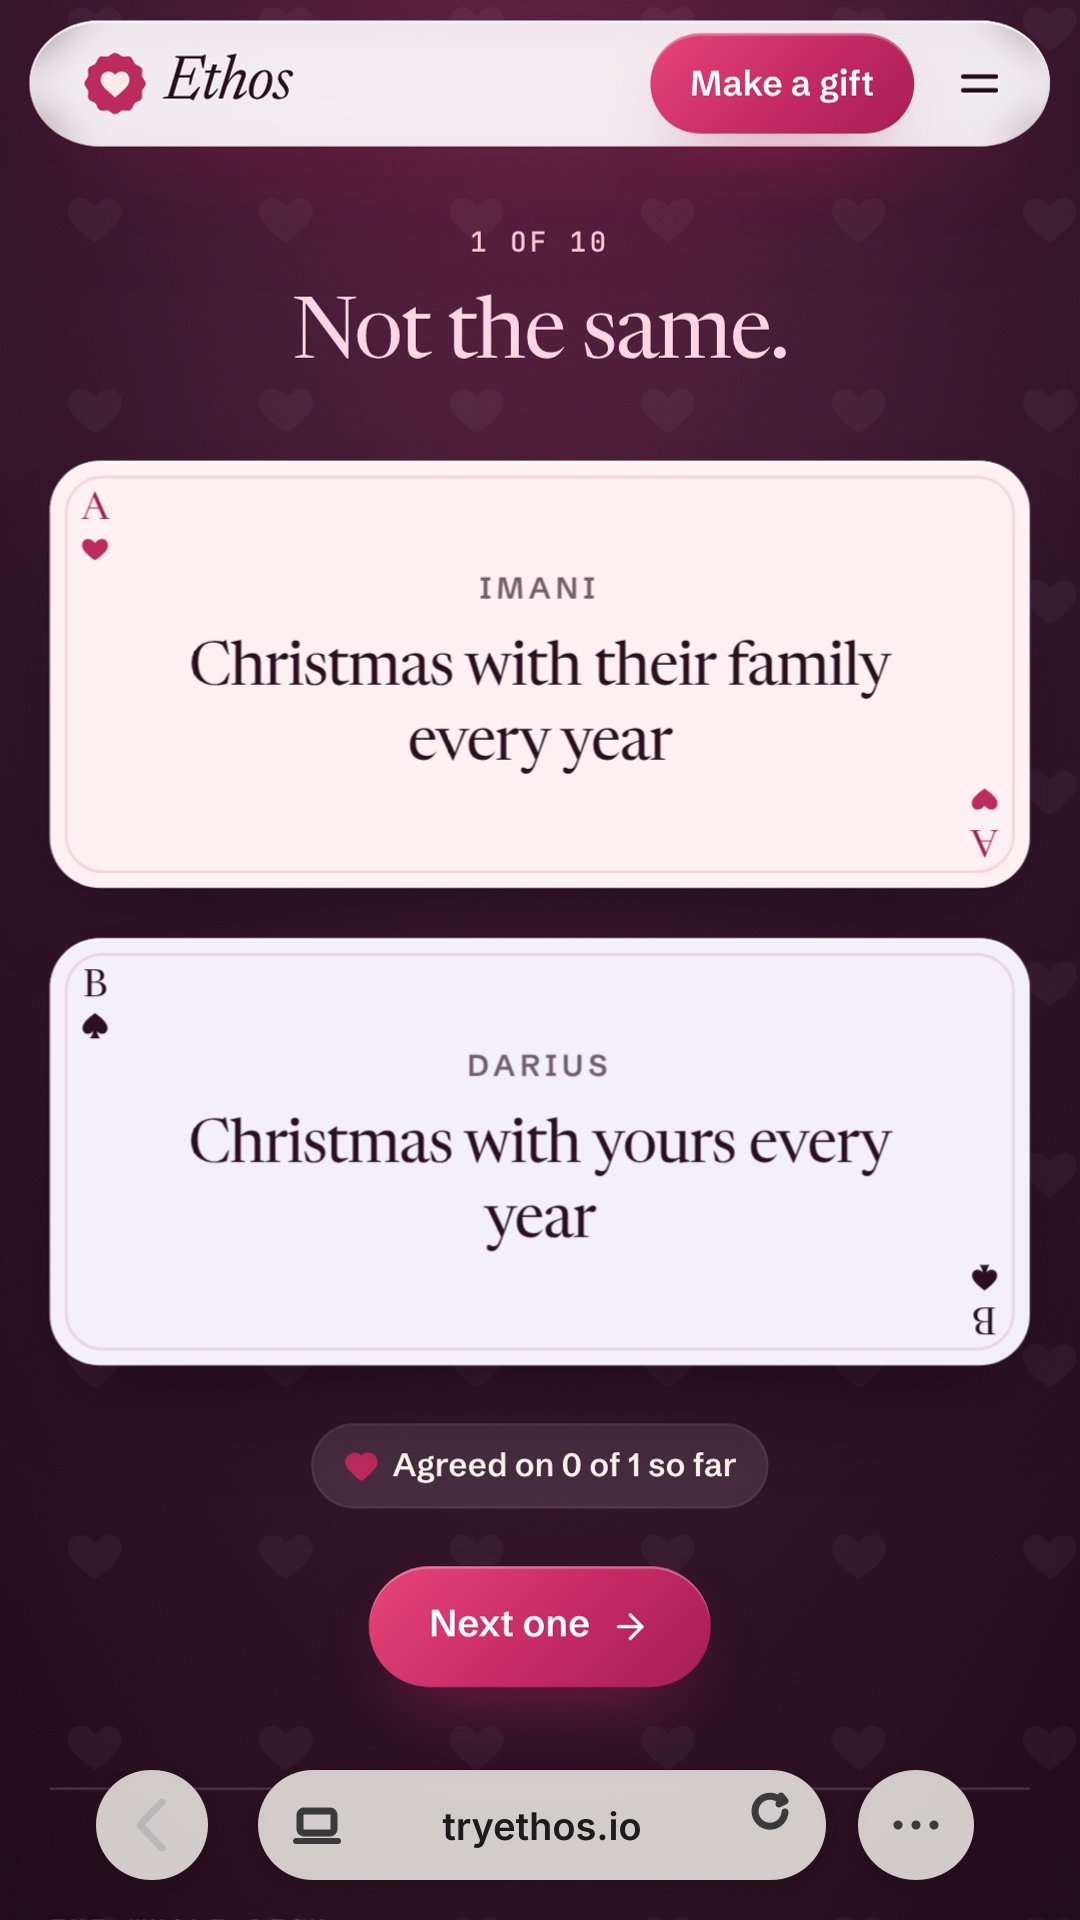 Ethos
Make a gift
1 OF 10
Not the same.
A
IMANI
Christmas with their family
every year
A
B
DARIUS
Christmas with yours every
year
B
Agreed on 0 of 1 so far
Next one →
tryethos.io